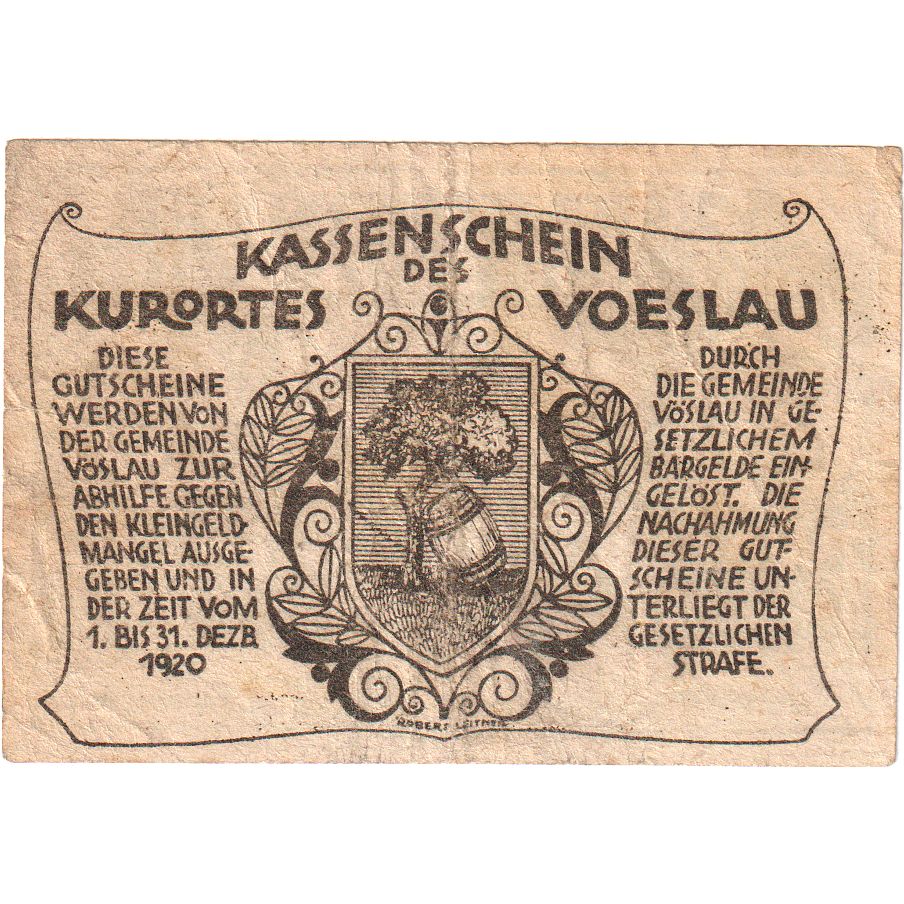 KASSENSCHEIN
DES
KURORTES VOESLAU
DIESE
GUTSCHEINE
WERDEN VON
DER GEMEINDE
VÖSLAU ZUR
ABHILFE GEGEN
DEN KLEINGELD-
MANGEL AUSGE-
GEBEN UND IN
DER ZEIT VOM
1. BIS 31. DEZB.
1920
DURCH
DIE GEMEINDE
VÖSLAU IN GE-
SETZLICHEM
BARGELDE EIN-
GELÖST. DIE
NACHAHMUNG
DIESER GUT-
SCHEINE UN-
TERLIEGT DER
GESETZLICHEN
STRAFE.
LEITNER